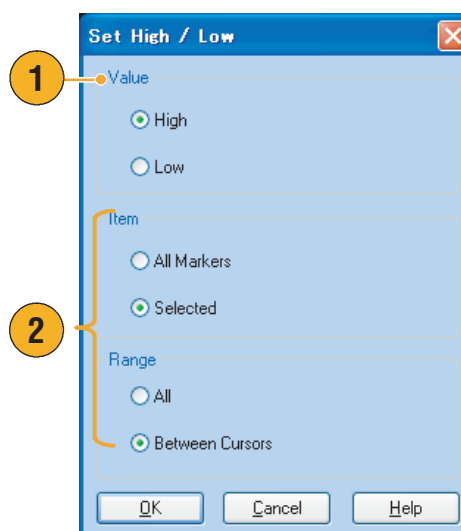 Set High / Low
1
Value
High
Low
2
Item
All Markers
Selected
Range
All
Between Cursors
OK Cancel Help